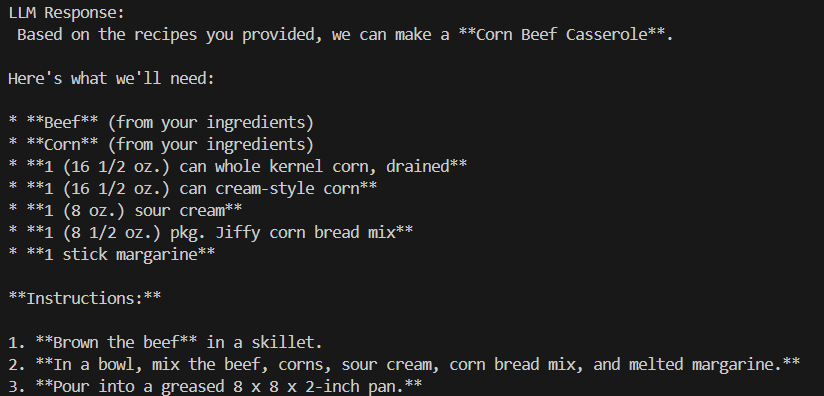 LLM Response:
Based on the recipes you provided, we can make a **Corn Beef Casserole**.
Here's what we'll need:
* **Beef** (from your ingredients)
* **Corn** (from your ingredients)
* **1 (16 1/2 oz.) can whole kernel corn, drained**
* **1 (16 1/2 oz.) can cream-style corn**
* **1 (8 oz.) sour cream**
* **1 (8 1/2 oz.) pkg. Jiffy corn bread mix**
* **1 stick margarine**
**Instructions:**
1. **Brown the beef** in a skillet.
2. **In a bowl, mix the beef, corns, sour cream, corn bread mix, and melted margarine.**
3. **Pour into a greased 8 x 8 x 2-inch pan.**